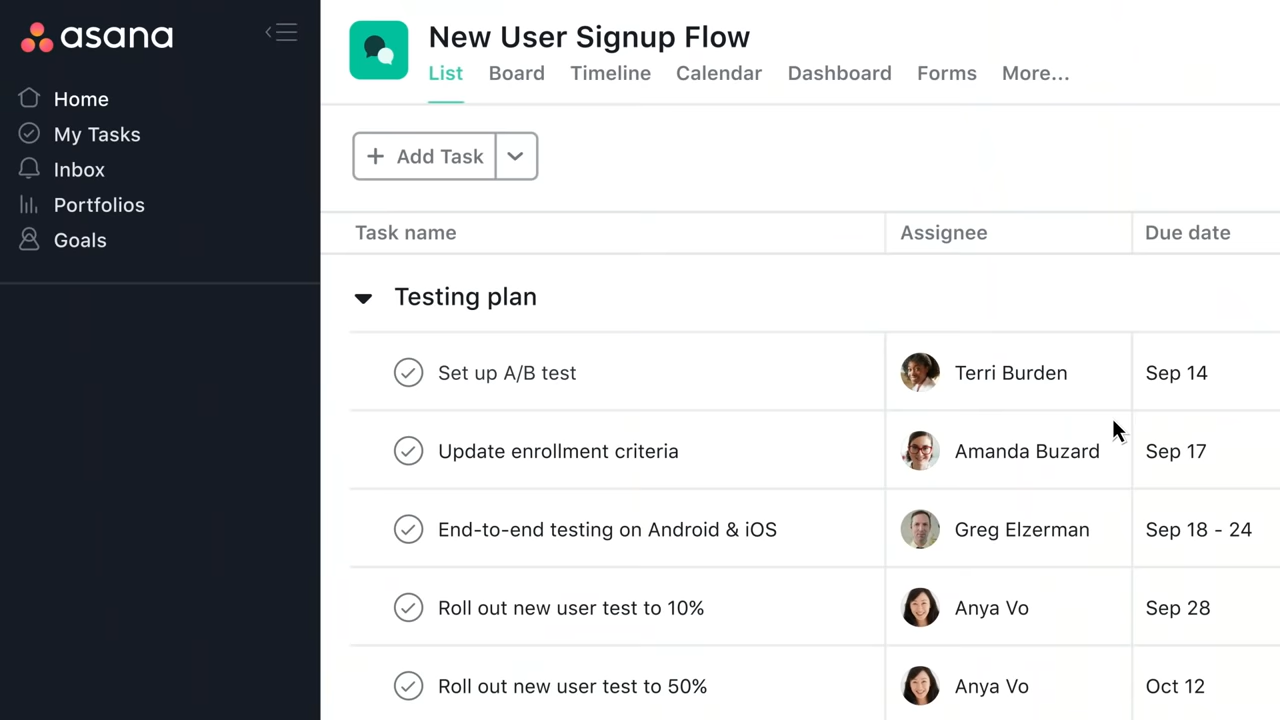 asana
Home
My Tasks
Inbox
Portfolios
Goals
New User Signup Flow
List Board Timeline Calendar Dashboard Forms More...
+ Add Task
Task name Assignee Due date
Testing plan
Set up A/B test Terri Burden Sep 14
Update enrollment criteria Amanda Buzard Sep 17
End-to-end testing on Android & iOS Greg Elzerman Sep 18 - 24
Roll out new user test to 10% Anya Vo Sep 28
Roll out new user test to 50% Anya Vo Oct 12